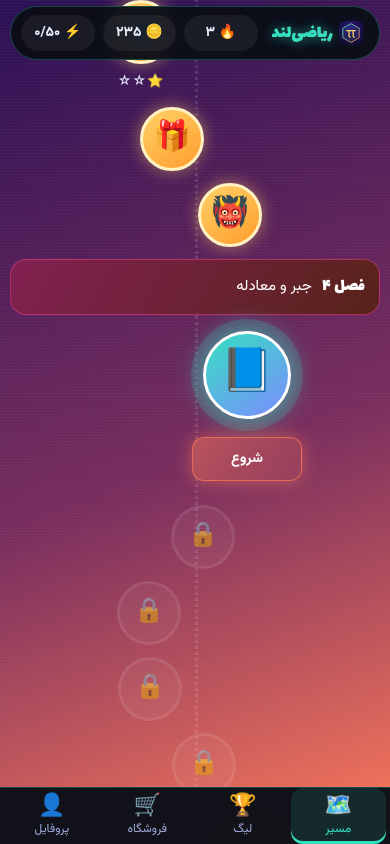 ریاضی‌لند
۳
۲۳۵
۰/۵۰
فصل ۴ جبر و معادله
شروع
مسیر
لیگ
فروشگاه
پروفایل